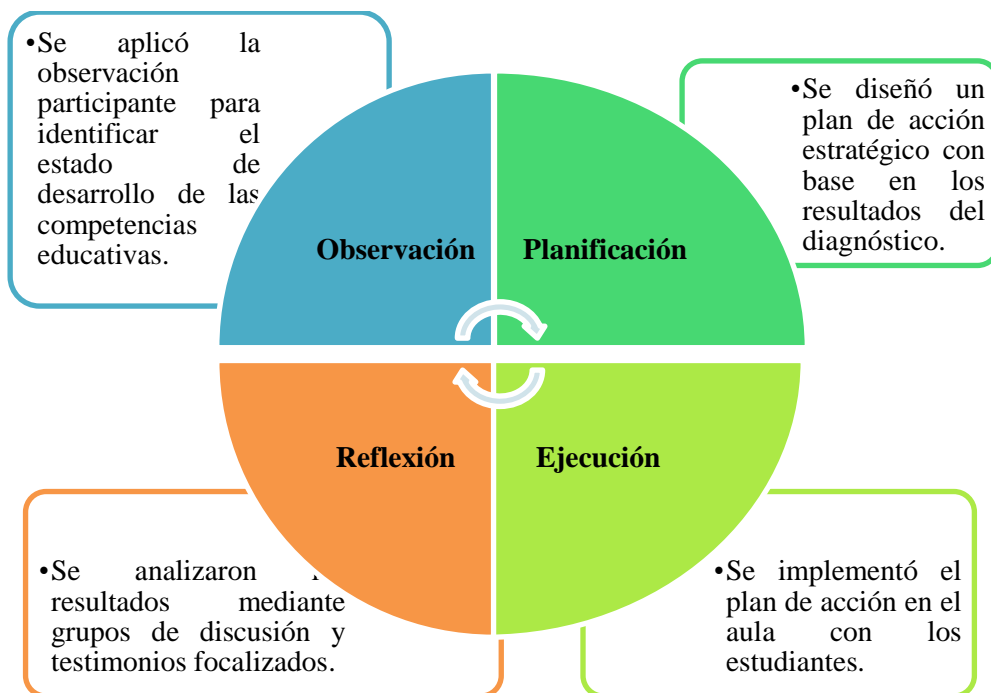 •Se aplicó la
observación
participante para
identificar el
estado de
desarrollo de las
competencias
educativas.
Observación
Planificación
•Se diseñó un
plan de acción
estratégico con
base en los
resultados del
diagnóstico.
Reflexión
Ejecución
•Se analizaron
resultados mediante
grupos de discusión y
testimonios focalizados.
•Se implementó el
plan de acción en el
aula con los
estudiantes.